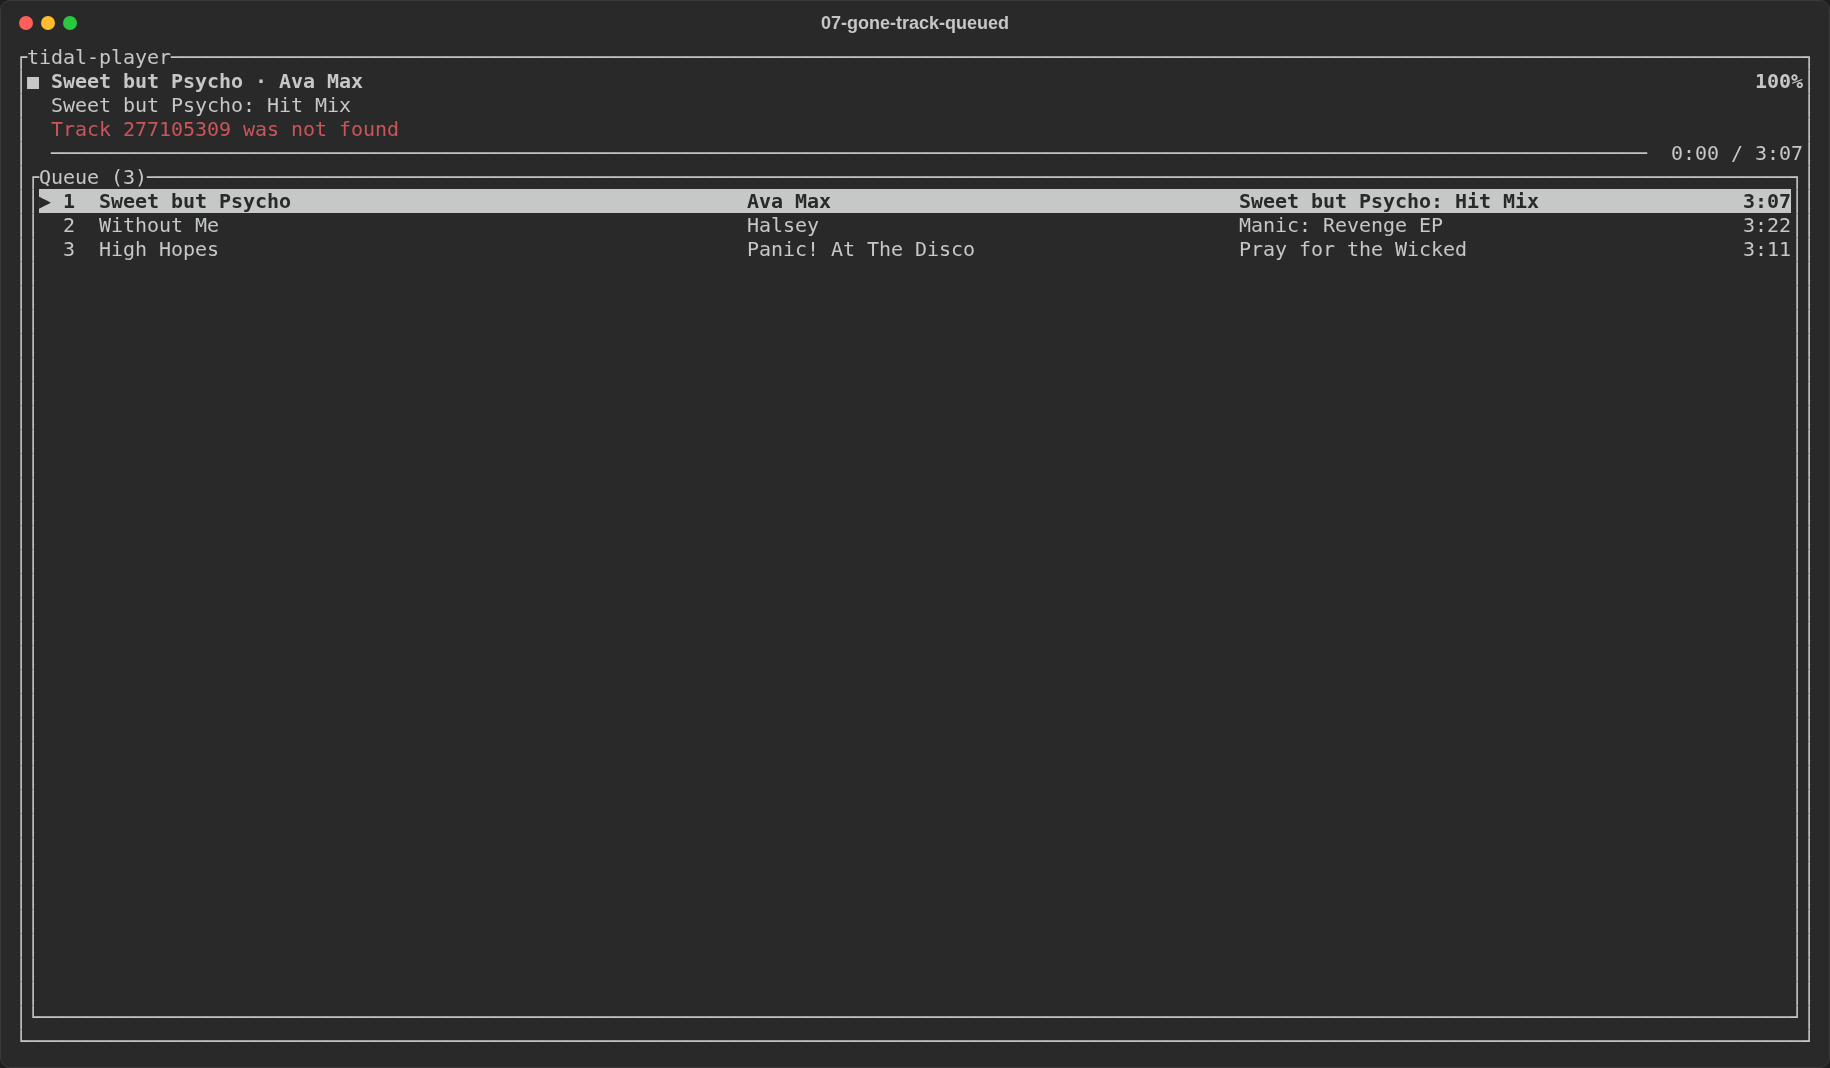 07-gone-track-queued
tidal-player
■ Sweet but Psycho · Ava Max 100%
Sweet but Psycho: Hit Mix
Track 277105309 was not found
0:00 / 3:07
Queue (3)
▶ 1 Sweet but Psycho Ava Max Sweet but Psycho: Hit Mix 3:07
2 Without Me Halsey Manic: Revenge EP 3:22
3 High Hopes Panic! At The Disco Pray for the Wicked 3:11